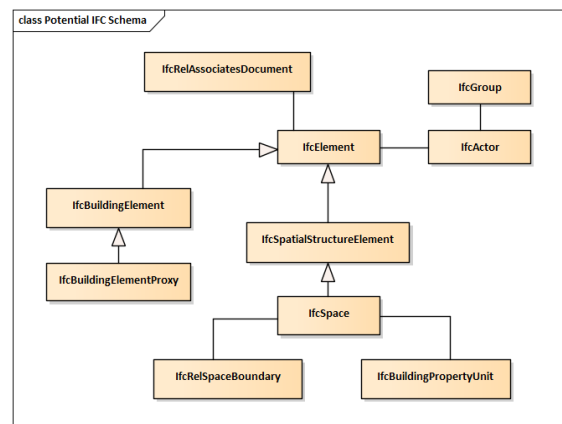 class Potential IFC Schema
IfcRelAssociatesDocument
IfcGroup
IfcElement
IfcActor
IfcBuildingElement
IfcSpatialStructureElement
IfcBuildingElementProxy
IfcSpace
IfcRelSpaceBoundary
IfcBuildingPropertyUnit